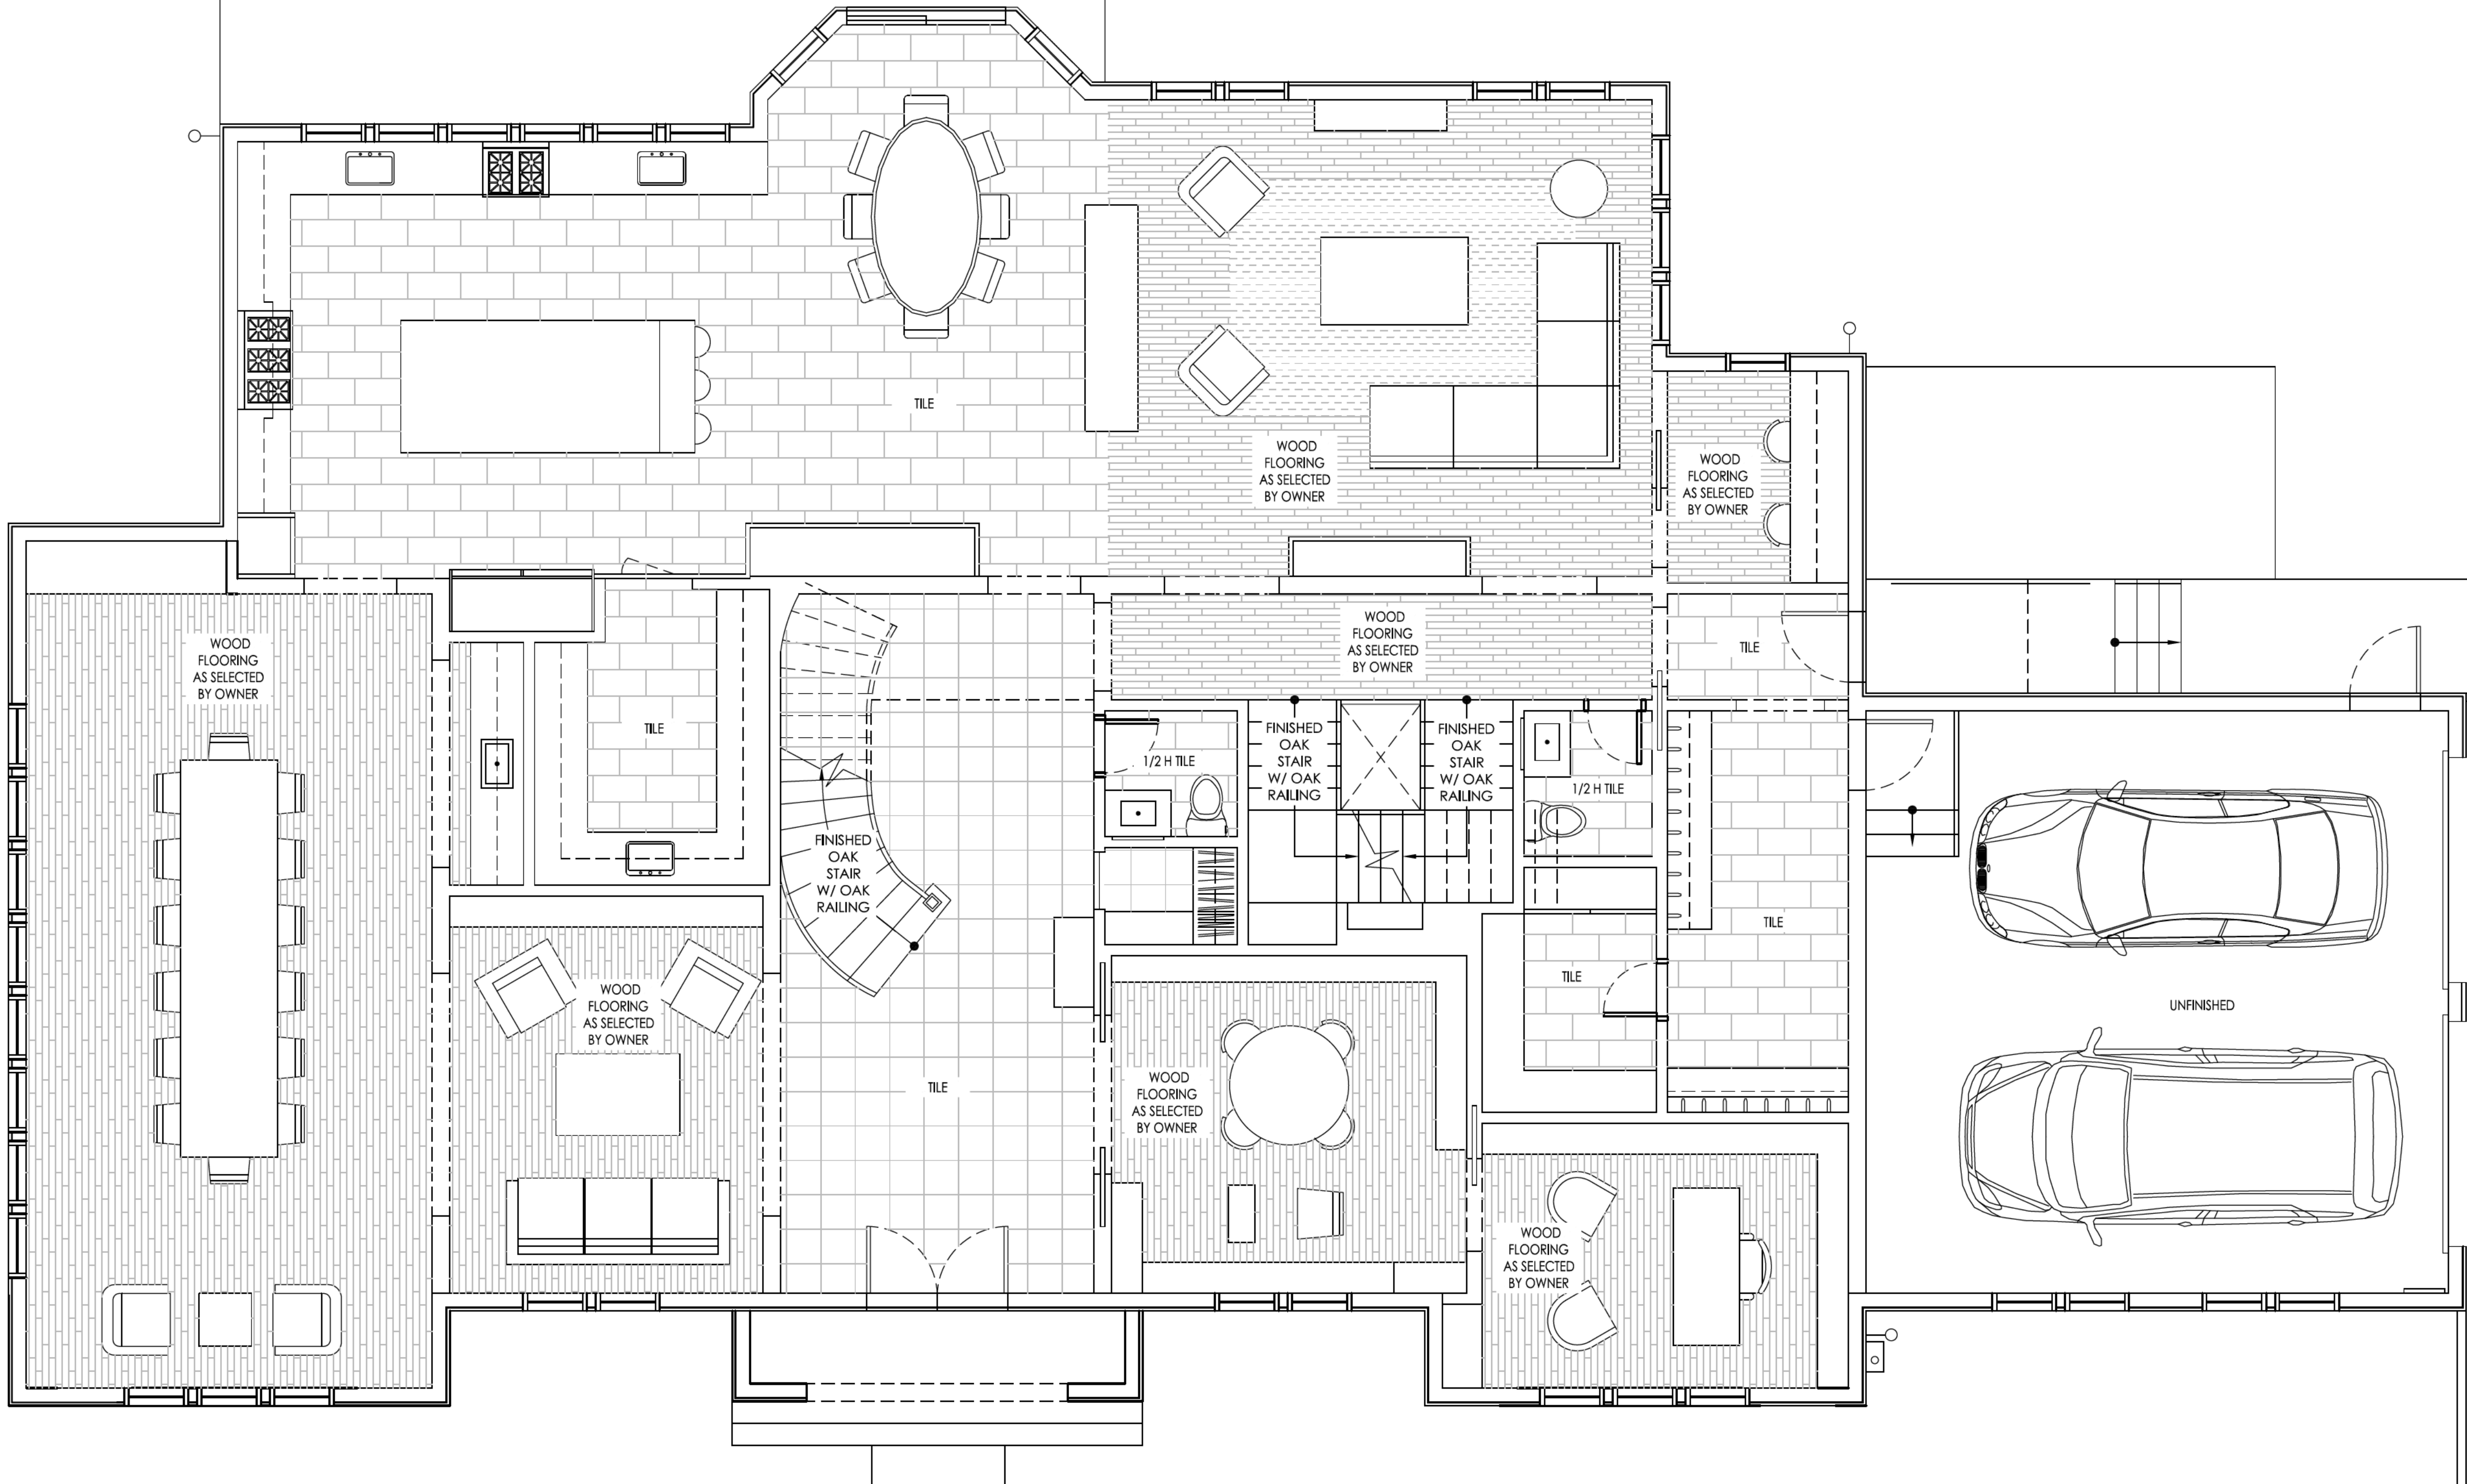 TILE
WOOD
FLOORING
AS SELECTED
BY OWNER
WOOD
FLOORING
AS SELECTED
BY OWNER
WOOD
FLOORING
AS SELECTED
BY OWNER
WOOD
FLOORING
AS SELECTED
BY OWNER
TILE
TILE
FINISHED
OAK
STAIR
W/ OAK
RAILING
FINISHED
OAK
STAIR
W/ OAK
RAILING
1/2 H TILE
1/2 H TILE
FINISHED
OAK
STAIR
W/ OAK
RAILING
TILE
TILE
WOOD
FLOORING
AS SELECTED
BY OWNER
UNFINISHED
TILE
WOOD
FLOORING
AS SELECTED
BY OWNER
WOOD
FLOORING
AS SELECTED
BY OWNER